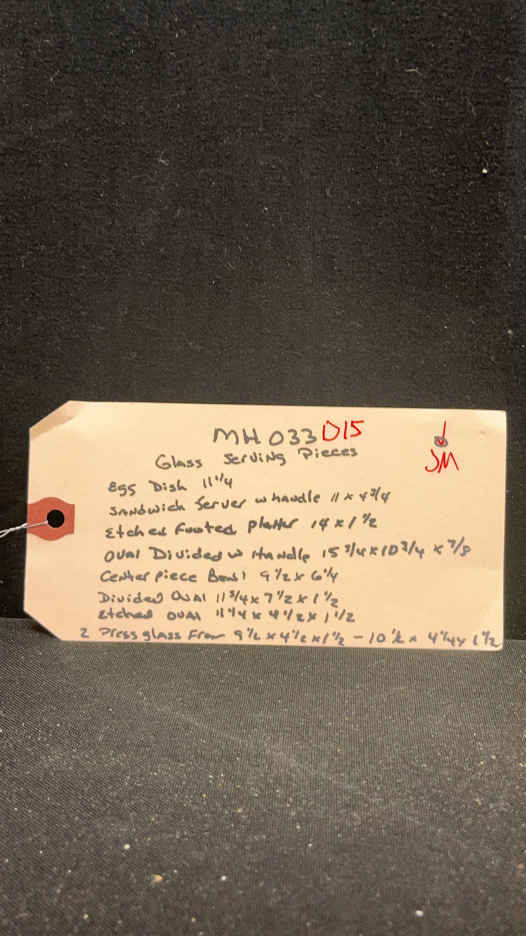 MH 033 D15
SM
Glass Serving Pieces
Egg Dish 11 1/4
Sandwich Server w handle 11 x 4 3/4
Etched Footed Platter 14 x 1 1/2
Oval Divided w Handle 15 3/4 x 10 3/4 x 7/8
Center Piece Bowl 9 1/2 x 6 1/4
Divided Oval 11 3/4 x 7 1/2 x 1 1/2
Etched Oval 11 1/4 x 4 1/2 x 1 1/2
2 Press glass From 9 1/2 x 4 1/2 x 1 1/2 - 10 1/2 x 4 1/4 x 1 1/2